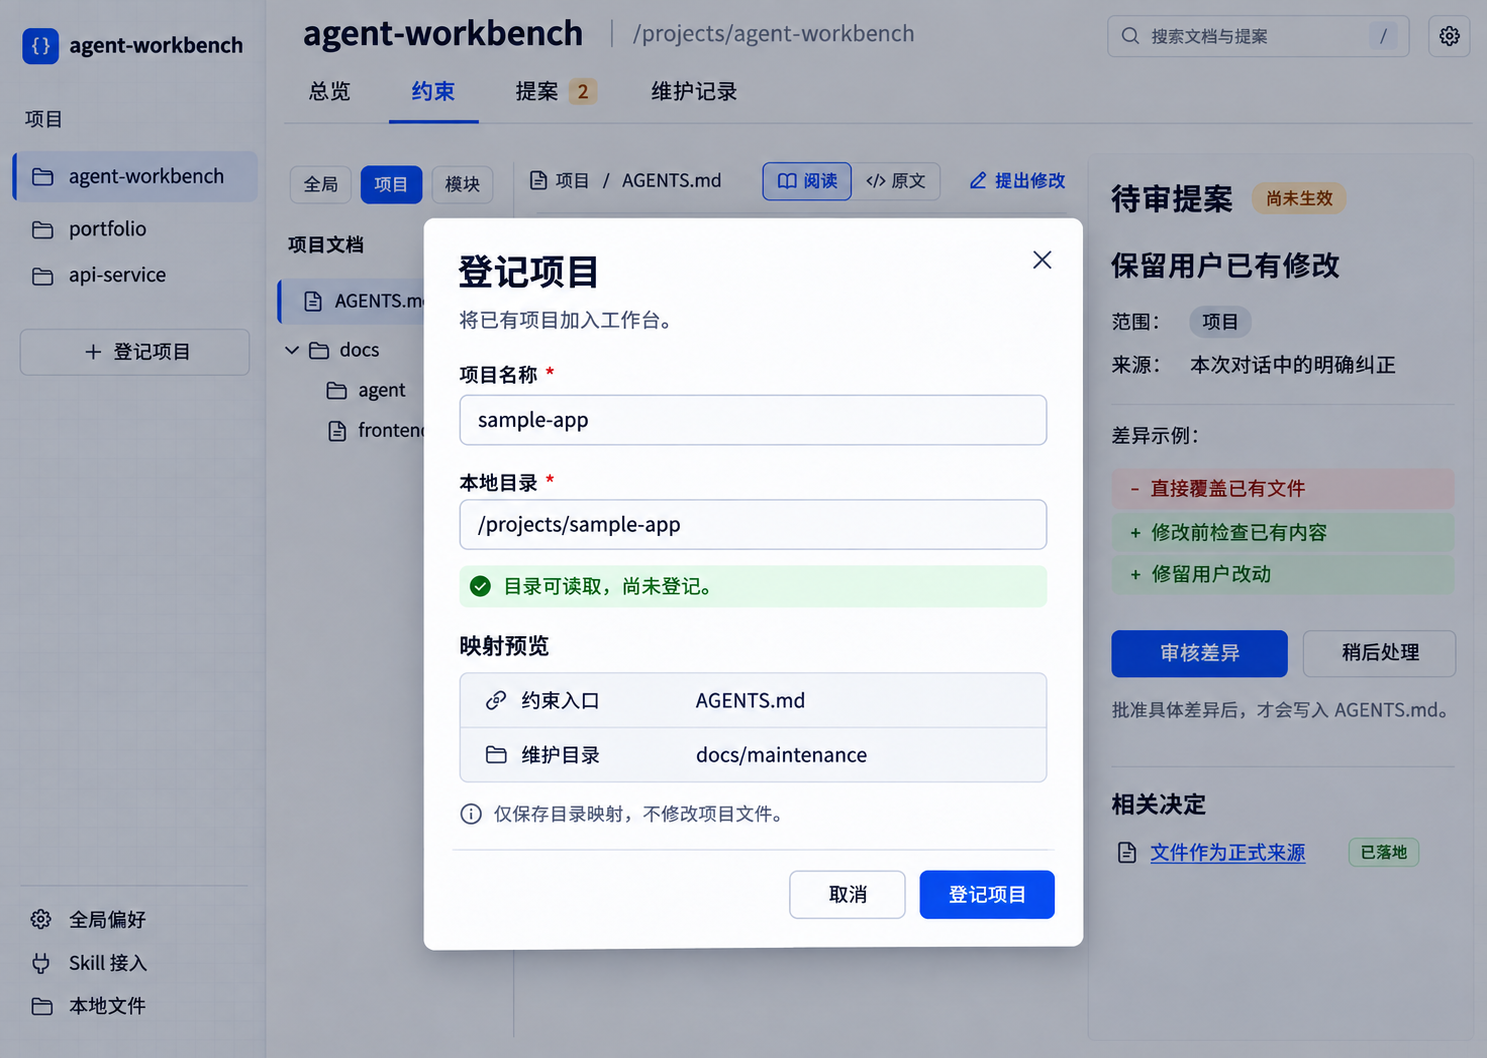 agent-workbench
项目
agent-workbench
portfolio
api-service
+ 登记项目
全局偏好
Skill 接入
本地文件
agent-workbench | /projects/agent-workbench
搜索文档与提案 /
总览 约束 提案 2 维护记录
全局 项目 模块
项目文档
AGENTS.m
docs
agent
fronten
项目 / AGENTS.md
阅读 </> 原文 提出修改
登记项目
将已有项目加入工作台。
项目名称 *
sample-app
本地目录 *
/projects/sample-app
目录可读取，尚未登记。
映射预览
约束入口 AGENTS.md
维护目录 docs/maintenance
仅保存目录映射，不修改项目文件。
取消 登记项目
待审提案 尚未生效
保留用户已有修改
范围： 项目
来源： 本次对话中的明确纠正
差异示例：
- 直接覆盖已有文件
+ 修改前检查已有内容
+ 修留用户改动
审核差异 稍后处理
批准具体差异后，才会写入 AGENTS.md。
相关决定
文件作为正式来源 已落地